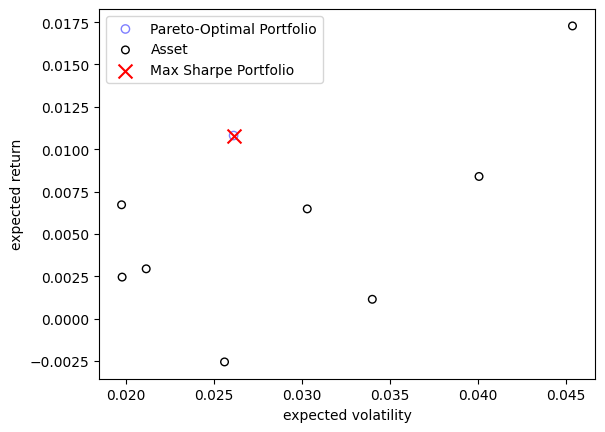 0.0175
0.0150
0.0125
0.0100
0.0075
0.0050
0.0025
0.0000
−0.0025
expected return
Pareto-Optimal Portfolio
Asset
Max Sharpe Portfolio
0.020 0.025 0.030 0.035 0.040 0.045
expected volatility